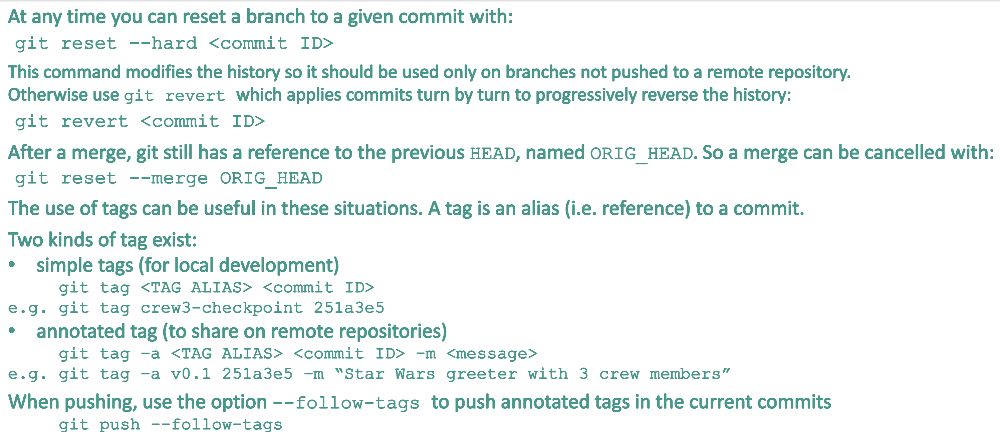 At any time you can reset a branch to a given commit with:
git reset --hard <commit ID>
This command modifies the history so it should be used only on branches not pushed to a remote repository.
Otherwise use git revert which applies commits turn by turn to progressively reverse the history:
git revert <commit ID>
After a merge, git still has a reference to the previous HEAD, named ORIG_HEAD. So a merge can be cancelled with:
git reset --merge ORIG_HEAD
The use of tags can be useful in these situations. A tag is an alias (i.e. reference) to a commit.
Two kinds of tag exist:
• simple tags (for local development)
git tag <TAG ALIAS> <commit ID>
e.g. git tag crew3-checkpoint 251a3e5
• annotated tag (to share on remote repositories)
git tag -a <TAG ALIAS> <commit ID> -m <message>
e.g. git tag -a v0.1 251a3e5 -m “Star Wars greeter with 3 crew members”
When pushing, use the option --follow-tags to push annotated tags in the current commits
git push --follow-tags